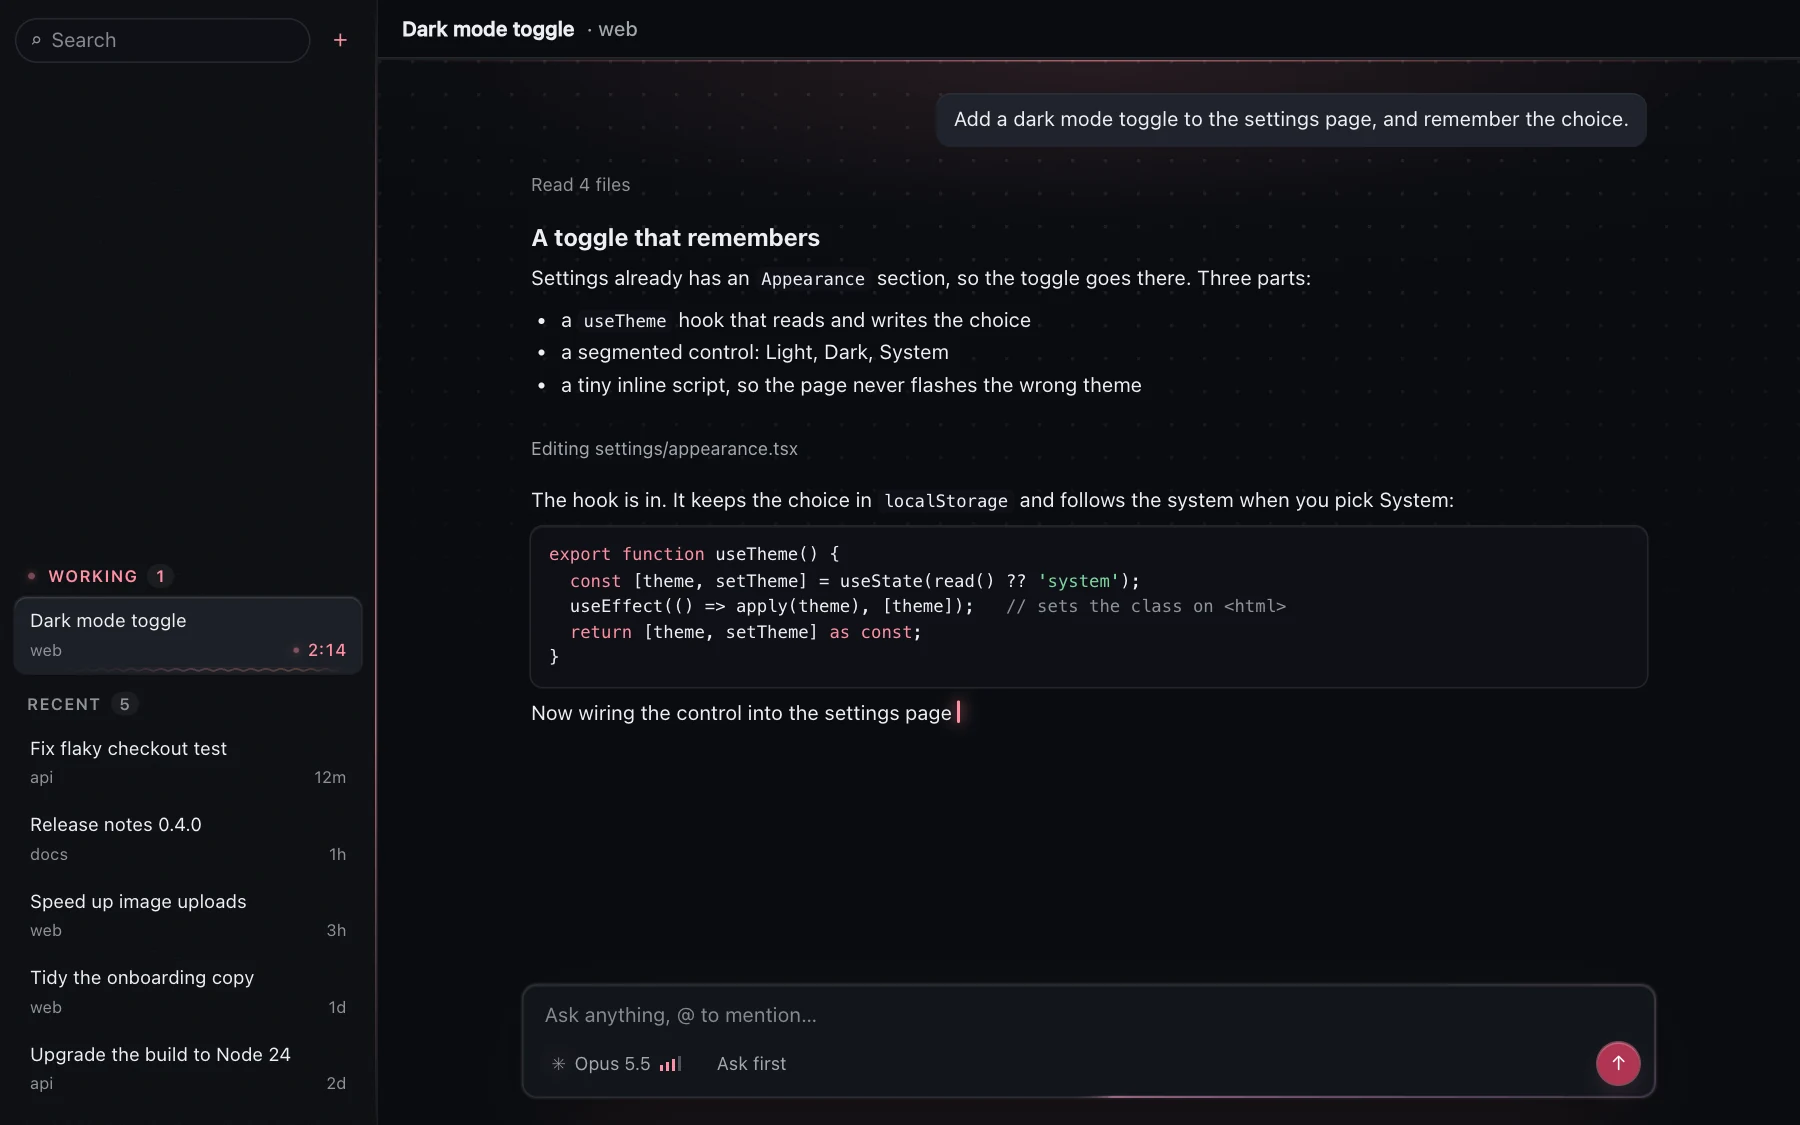 Search
+
WORKING 1
Dark mode toggle
web 2:14
RECENT 5
Fix flaky checkout test
api 12m
Release notes 0.4.0
docs 1h
Speed up image uploads
web 3h
Tidy the onboarding copy
web 1d
Upgrade the build to Node 24
api 2d
Dark mode toggle · web
Add a dark mode toggle to the settings page, and remember the choice.
Read 4 files
A toggle that remembers
Settings already has an Appearance section, so the toggle goes there. Three parts:
• a useTheme hook that reads and writes the choice
• a segmented control: Light, Dark, System
• a tiny inline script, so the page never flashes the wrong theme
Editing settings/appearance.tsx
The hook is in. It keeps the choice in localStorage and follows the system when you pick System:
export function useTheme() {
  const [theme, setTheme] = useState(read() ?? 'system');
  useEffect(() => apply(theme), [theme]);   // sets the class on <html>
  return [theme, setTheme] as const;
}
Now wiring the control into the settings page
Ask anything, @ to mention...
Opus 5.5 Ask first